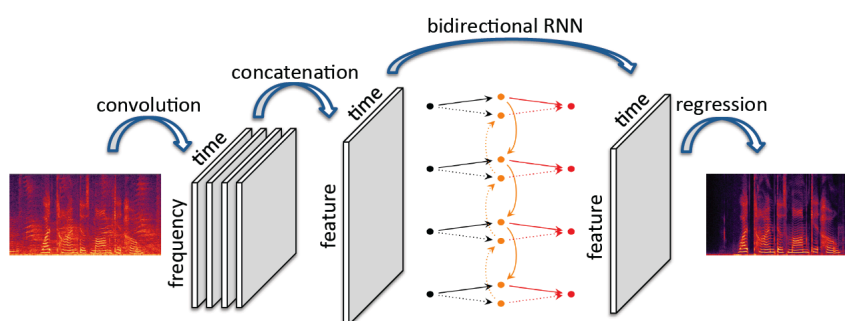 bidirectional RNN
concatenation
convolution
regression
time
time
time
frequency
feature
feature